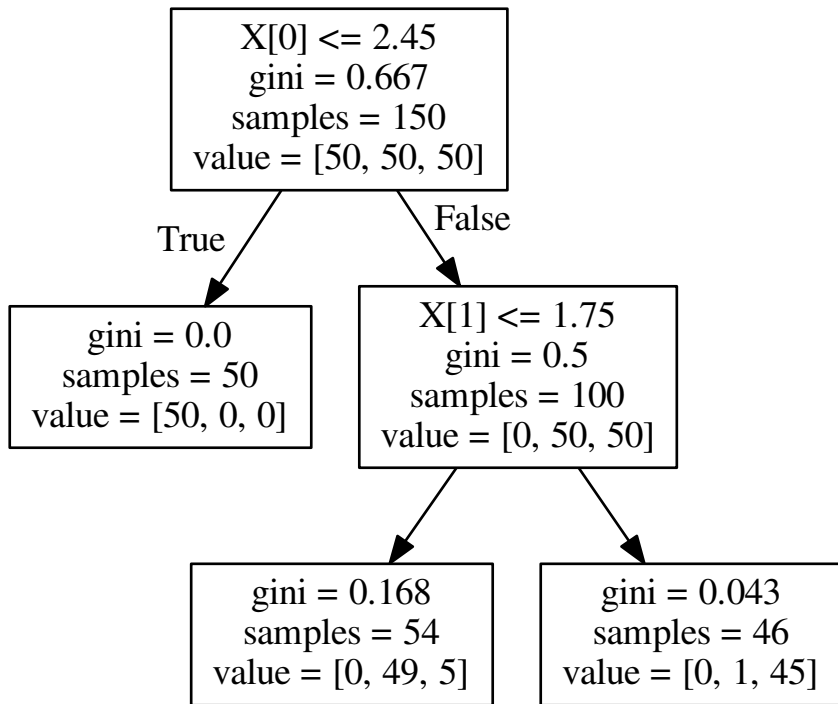 X[0] <= 2.45
gini = 0.667
samples = 150
value = [50, 50, 50]
True
False
gini = 0.0
samples = 50
value = [50, 0, 0]
X[1] <= 1.75
gini = 0.5
samples = 100
value = [0, 50, 50]
gini = 0.168
samples = 54
value = [0, 49, 5]
gini = 0.043
samples = 46
value = [0, 1, 45]